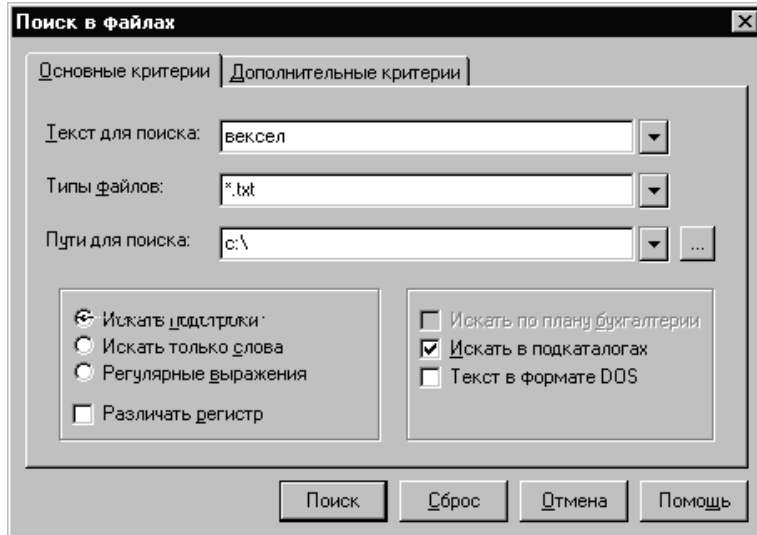 Поиск в файлах
Основные критерии Дополнительные критерии
Текст для поиска: вексел
Типы файлов: *.txt
Пути для поиска: c:\ ...
Искать подстроки
Искать только слова
Регулярные выражения
Различать регистр
Искать по плану бухгалтерии
Искать в подкаталогах
Текст в формате DOS
Поиск Сброс Отмена Помощь